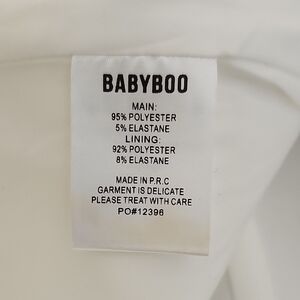 BABYBOO
MAIN:
95% POLYESTER
5% ELASTANE
LINING:
92% POLYESTER
8% ELASTANE
MADE IN P.R.C
GARMENT IS DELICATE
PLEASE TREAT WITH CARE
PO#12396